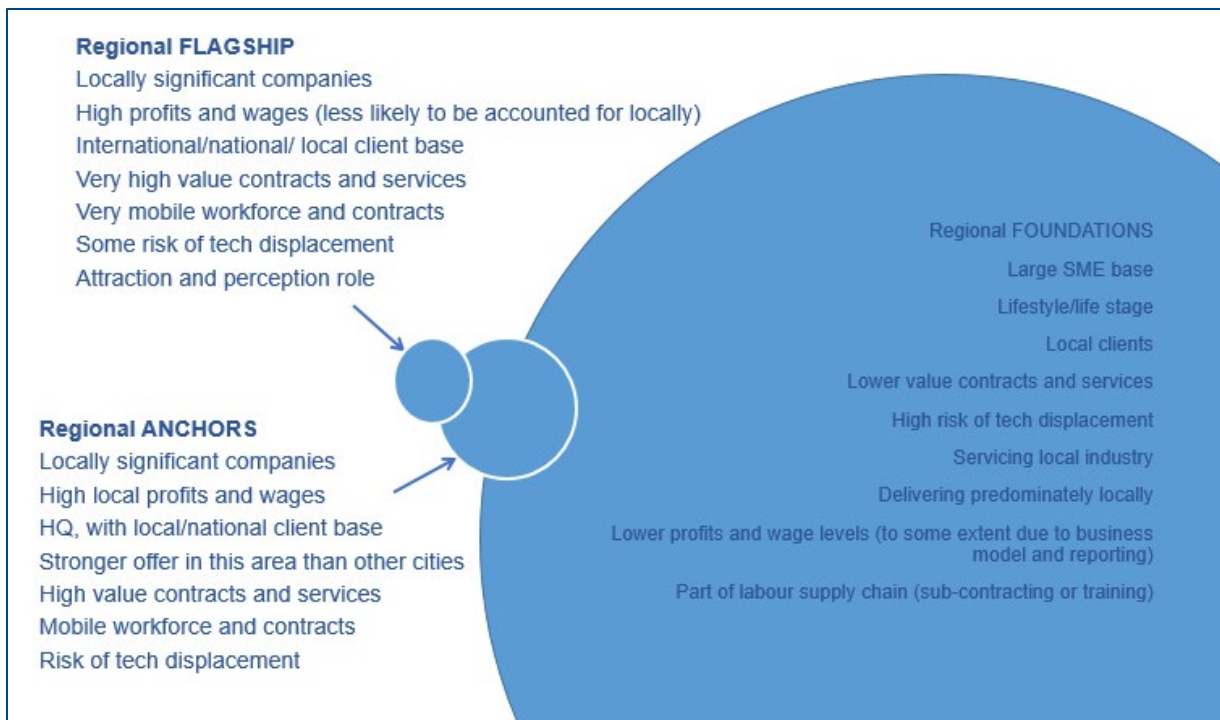 Regional FLAGSHIP
Locally significant companies
High profits and wages (less likely to be accounted for locally)
International/national/ local client base
Very high value contracts and services
Very mobile workforce and contracts
Some risk of tech displacement
Attraction and perception role
Regional ANCHORS
Locally significant companies
High local profits and wages
HQ, with local/national client base
Stronger offer in this area than other cities
High value contracts and services
Mobile workforce and contracts
Risk of tech displacement
Regional FOUNDATIONS
Large SME base
Lifestyle/life stage
Local clients
Lower value contracts and services
High risk of tech displacement
Servicing local industry
Delivering predominately locally
Lower profits and wage levels (to some extent due to business
model and reporting)
Part of labour supply chain (sub-contracting or training)